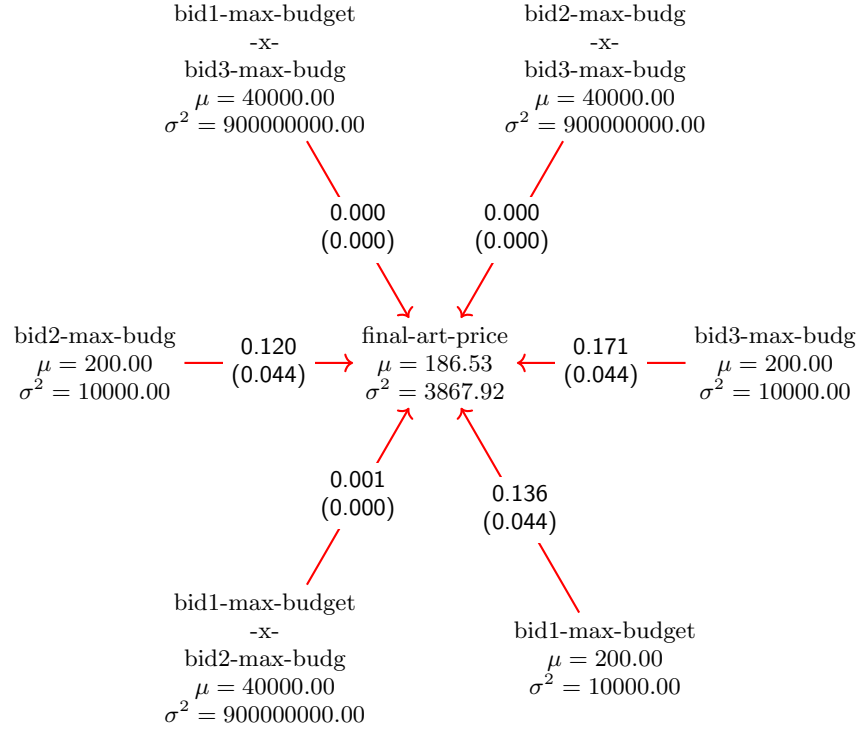 bid1-max-budget
-x-
bid3-max-budg
μ = 40000.00
σ² = 900000000.00
bid2-max-budg
-x-
bid3-max-budg
μ = 40000.00
σ² = 900000000.00
0.000
(0.000)
0.000
(0.000)
bid2-max-budg
μ = 200.00
σ² = 10000.00
0.120
(0.044)
final-art-price
μ = 186.53
σ² = 3867.92
0.171
(0.044)
bid3-max-budg
μ = 200.00
σ² = 10000.00
0.001
(0.000)
0.136
(0.044)
bid1-max-budget
-x-
bid2-max-budg
μ = 40000.00
σ² = 900000000.00
bid1-max-budget
μ = 200.00
σ² = 10000.00